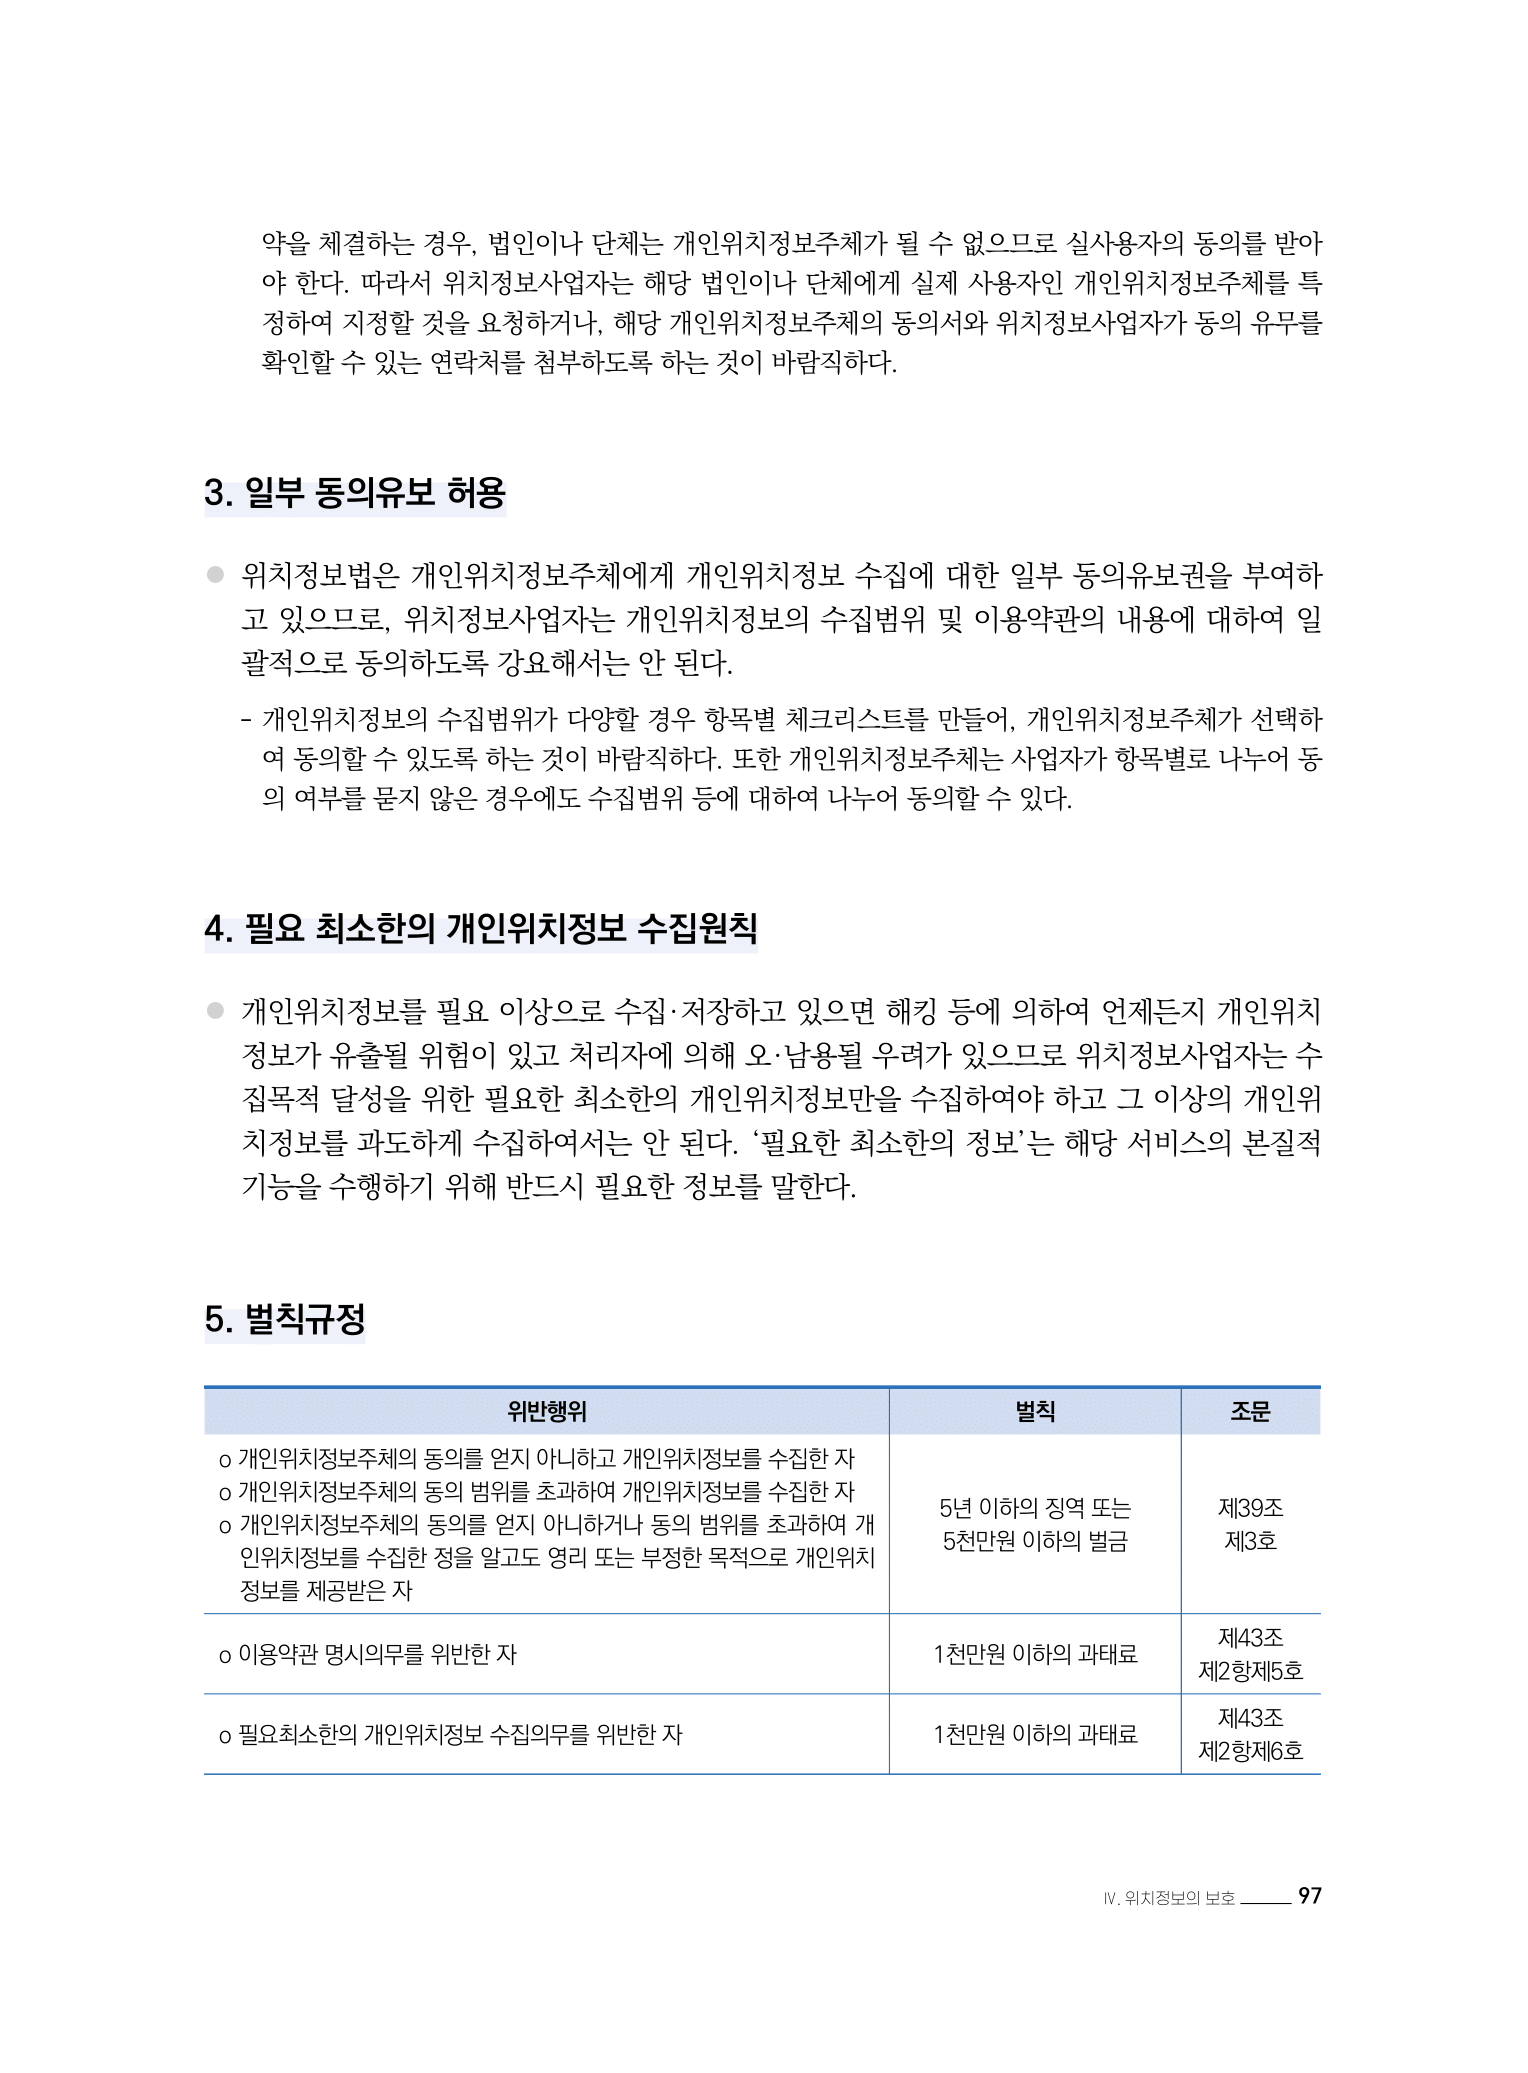 약을 체결하는 경우, 법인이나 단체는 개인위치정보주체가 될 수 없으므로 실사용자의 동의를 받아
야 한다. 따라서 위치정보사업자는 해당 법인이나 단체에게 실제 사용자인 개인위치정보주체를 특
정하여 지정할 것을 요청하거나, 해당 개인위치정보주체의 동의서와 위치정보사업자가 동의 유무를
확인할 수 있는 연락처를 첨부하도록 하는 것이 바람직하다.
3. 일부 동의유보 허용
● 위치정보법은 개인위치정보주체에게 개인위치정보 수집에 대한 일부 동의유보권을 부여하
고 있으므로, 위치정보사업자는 개인위치정보의 수집범위 및 이용약관의 내용에 대하여 일
괄적으로 동의하도록 강요해서는 안 된다.
- 개인위치정보의 수집범위가 다양할 경우 항목별 체크리스트를 만들어, 개인위치정보주체가 선택하
여 동의할 수 있도록 하는 것이 바람직하다. 또한 개인위치정보주체는 사업자가 항목별로 나누어 동
의 여부를 묻지 않은 경우에도 수집범위 등에 대하여 나누어 동의할 수 있다.
4. 필요 최소한의 개인위치정보 수집원칙
● 개인위치정보를 필요 이상으로 수집·저장하고 있으면 해킹 등에 의하여 언제든지 개인위치
정보가 유출될 위험이 있고 처리자에 의해 오·남용될 우려가 있으므로 위치정보사업자는 수
집목적 달성을 위한 필요한 최소한의 개인위치정보만을 수집하여야 하고 그 이상의 개인위
치정보를 과도하게 수집하여서는 안 된다. ‘필요한 최소한의 정보’는 해당 서비스의 본질적
기능을 수행하기 위해 반드시 필요한 정보를 말한다.
5. 벌칙규정
위반행위 벌칙 조문
o 개인위치정보주체의 동의를 얻지 아니하고 개인위치정보를 수집한 자
o 개인위치정보주체의 동의 범위를 초과하여 개인위치정보를 수집한 자
o 개인위치정보주체의 동의를 얻지 아니하거나 동의 범위를 초과하여 개
인위치정보를 수집한 정을 알고도 영리 또는 부정한 목적으로 개인위치
정보를 제공받은 자
5년 이하의 징역 또는
5천만원 이하의 벌금
제39조
제3호
o 이용약관 명시의무를 위반한 자
1천만원 이하의 과태료
제43조
제2항제5호
o 필요최소한의 개인위치정보 수집의무를 위반한 자
1천만원 이하의 과태료
제43조
제2항제6호
Ⅳ. 위치정보의 보호 97